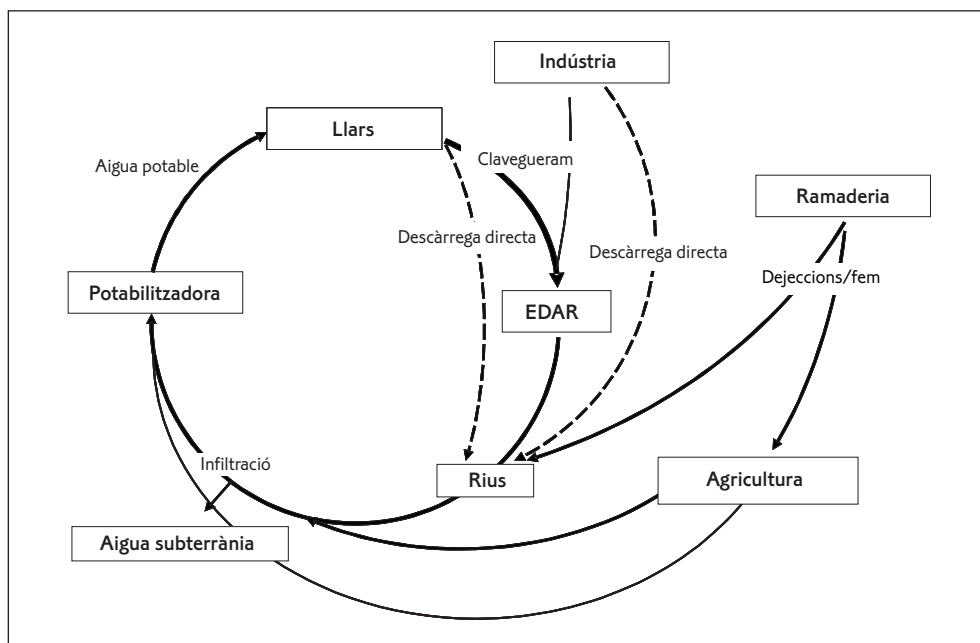 Indústria
Llars
Aigua potable
Clavegueram
Ramaderia
Descàrrega directa
Descàrrega directa
Dejeccions/fem
Potabilitzadora
EDAR
Infiltració
Rius
Agricultura
Aigua subterrània